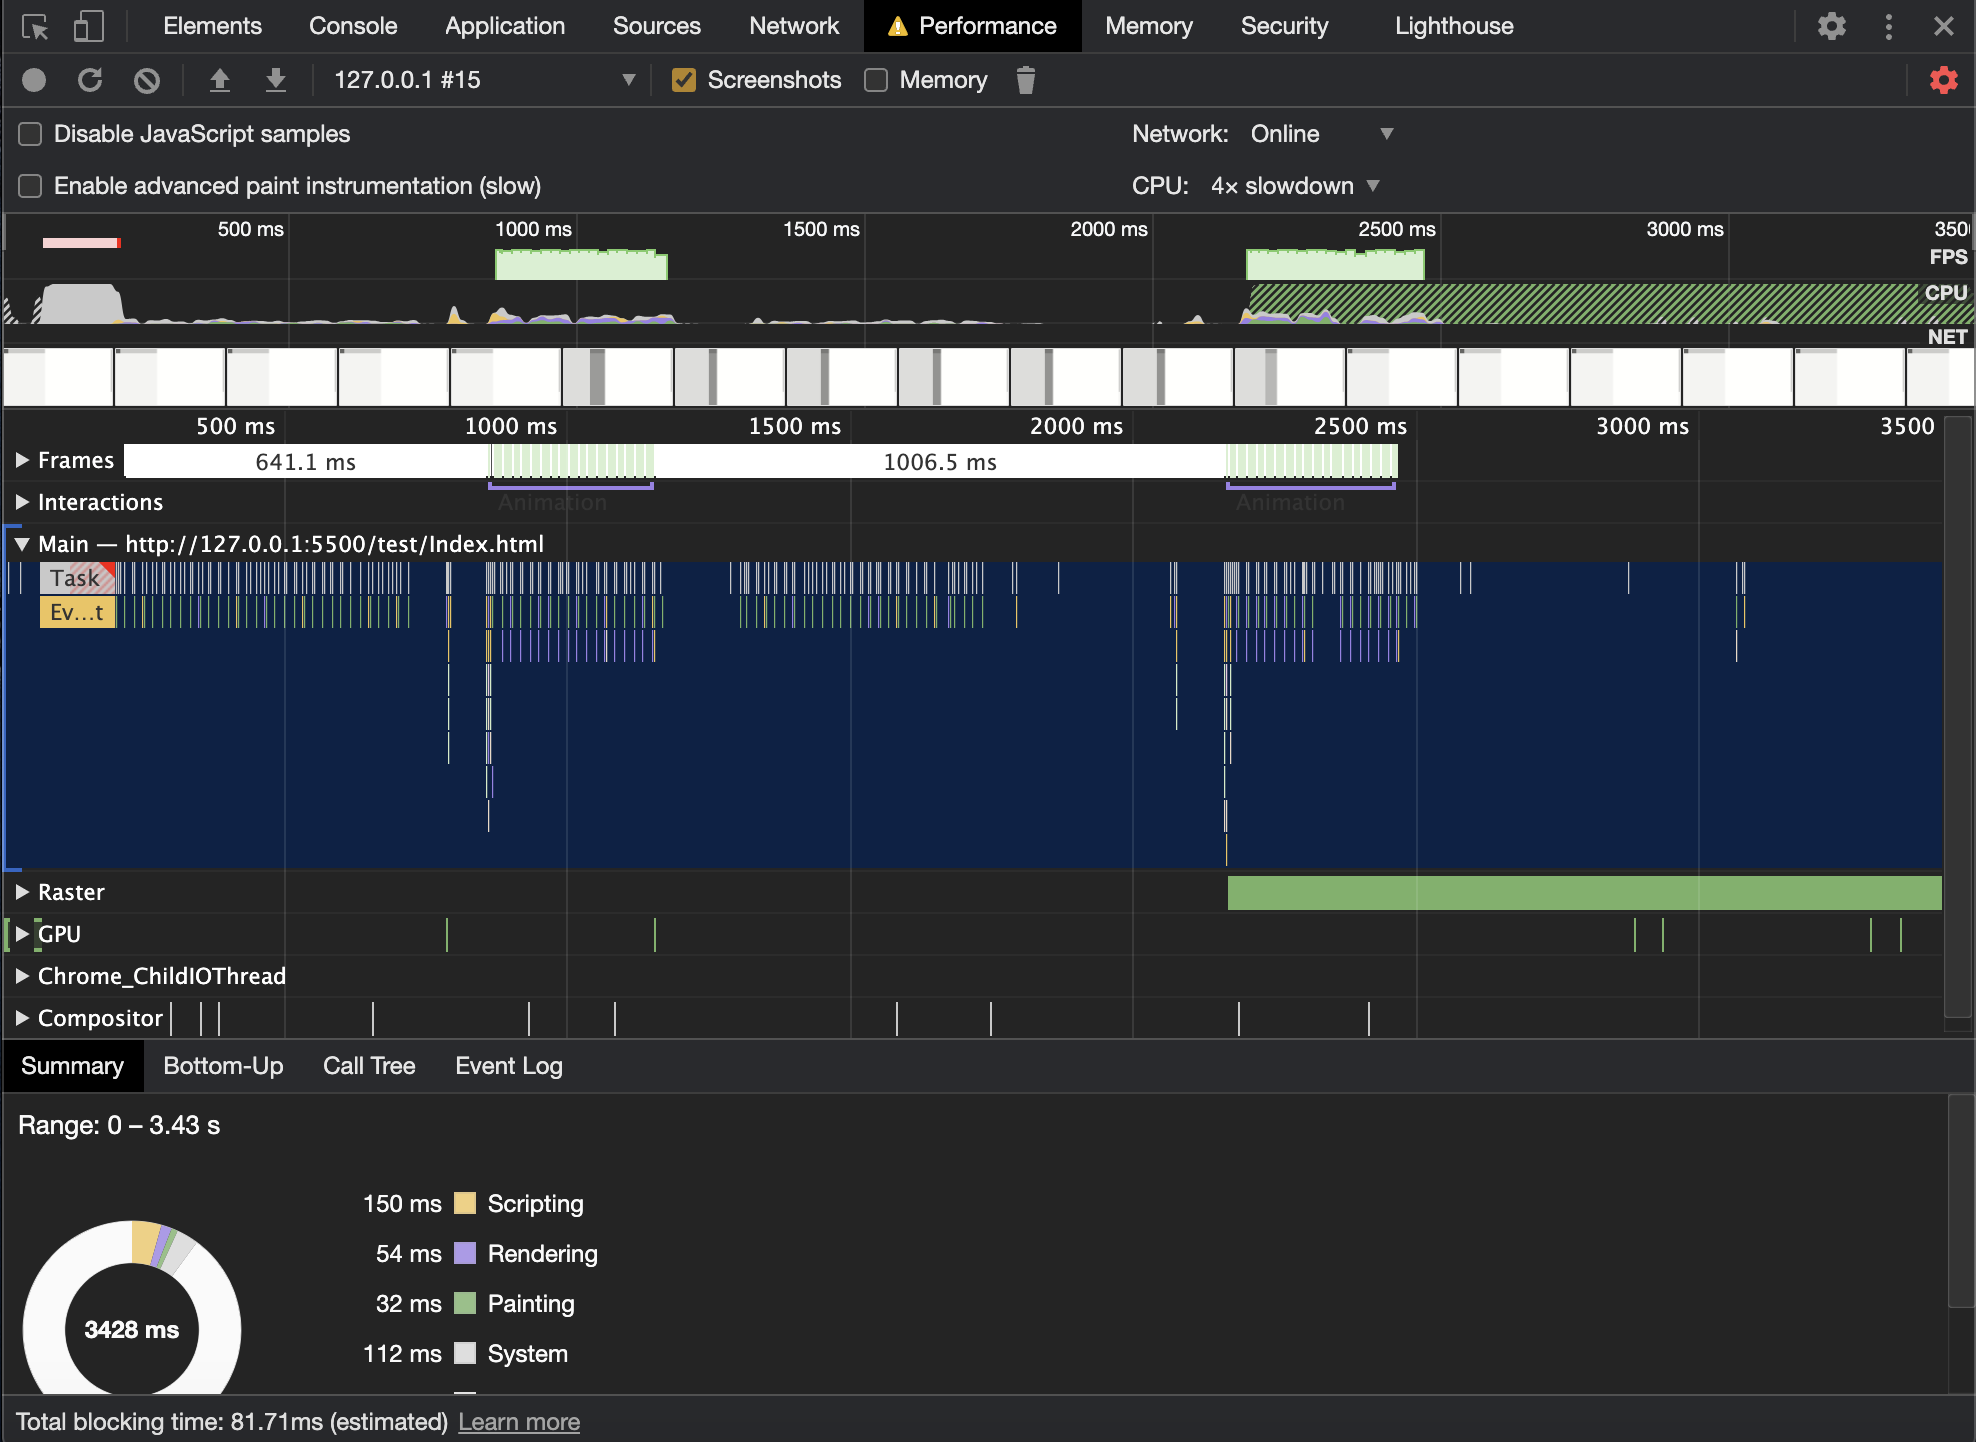 Elements Console Application Sources Network Performance Memory Security Lighthouse
127.0.0.1 #15 Screenshots Memory
Disable JavaScript samples Network: Online
Enable advanced paint instrumentation (slow) CPU: 4× slowdown
500 ms 1000 ms 1500 ms 2000 ms 2500 ms 3000 ms 350
FPS
CPU
NET
500 ms 1000 ms 1500 ms 2000 ms 2500 ms 3000 ms 3500
Frames 641.1 ms 1006.5 ms
Interactions Animation Animation
Main — http://127.0.0.1:5500/test/Index.html
Task
Ev...t
Raster
GPU
Chrome_ChildIOThread
Compositor
Summary Bottom-Up Call Tree Event Log
Range: 0 – 3.43 s
150 ms Scripting
54 ms Rendering
32 ms Painting
112 ms System
3428 ms
Total blocking time: 81.71ms (estimated) Learn more